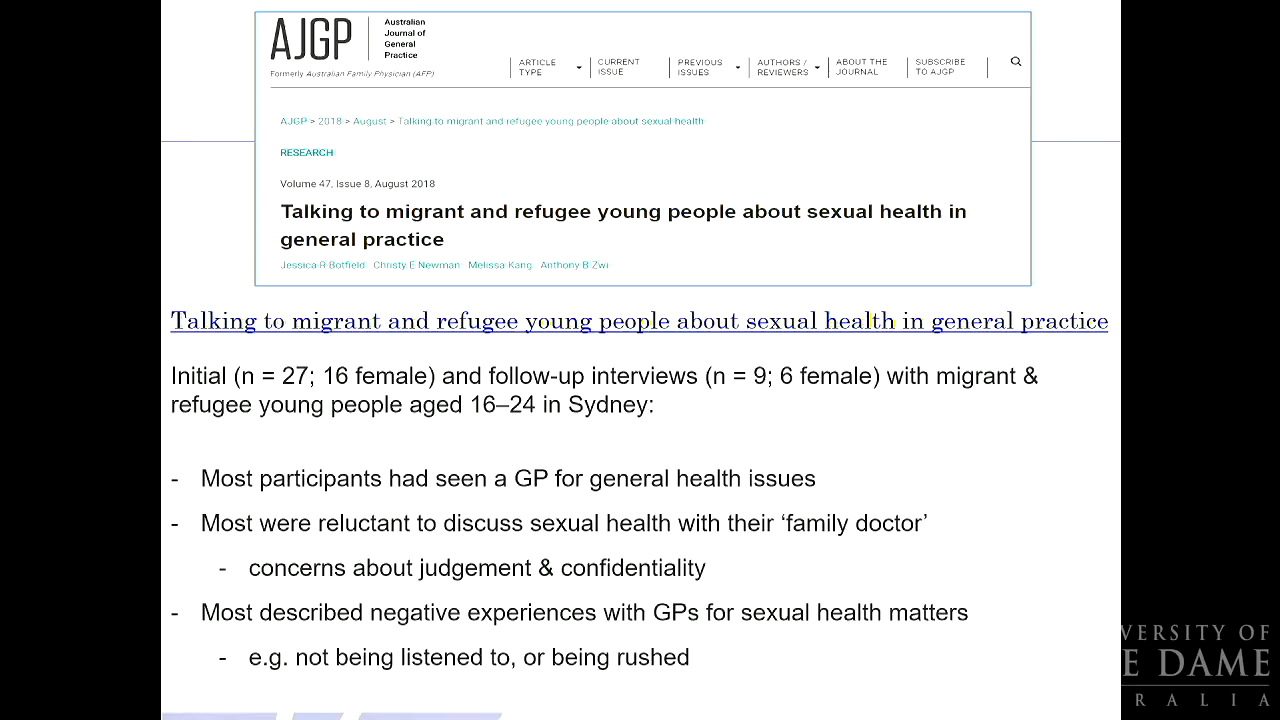 AJGP
Australian
Journal of
General
Practice
Formerly Australian Family Physician (AFP)
ARTICLE
TYPE
CURRENT
ISSUE
PREVIOUS
ISSUES
AUTHORS /
REVIEWERS
ABOUT THE
JOURNAL
SUBSCRIBE
TO AJGP
AJGP > 2018 > August > Talking to migrant and refugee young people about sexual health
RESEARCH
Volume 47, Issue 8, August 2018
Talking to migrant and refugee young people about sexual health in
general practice
Jessica R Botfield Christy E Newman Melissa Kang Anthony B Zwi
Talking to migrant and refugee young people about sexual health in general practice
Initial (n = 27; 16 female) and follow-up interviews (n = 9; 6 female) with migrant &
refugee young people aged 16–24 in Sydney:
- Most participants had seen a GP for general health issues
- Most were reluctant to discuss sexual health with their ‘family doctor’
- concerns about judgement & confidentiality
- Most described negative experiences with GPs for sexual health matters
- e.g. not being listened to, or being rushed
VERSITY OF
E DAME
R A L I A